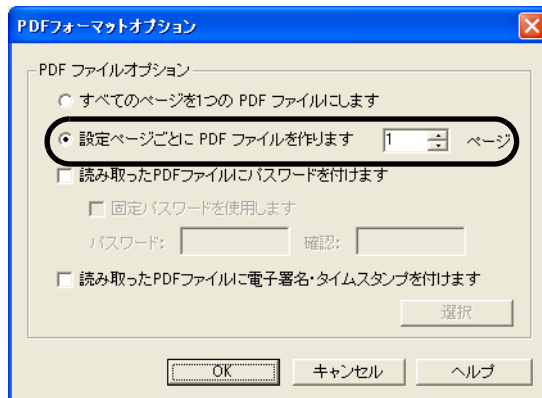 PDFフォーマットオプション
PDF ファイルオプション
すべてのページを1つの PDF ファイルにします
設定ページごとに PDF ファイルを作ります 1 ページ
読み取ったPDFファイルにパスワードを付けます
固定パスワードを使用します
パスワード: 確認:
読み取ったPDFファイルに電子署名・タイムスタンプを付けます
選択
OK キャンセル ヘルプ